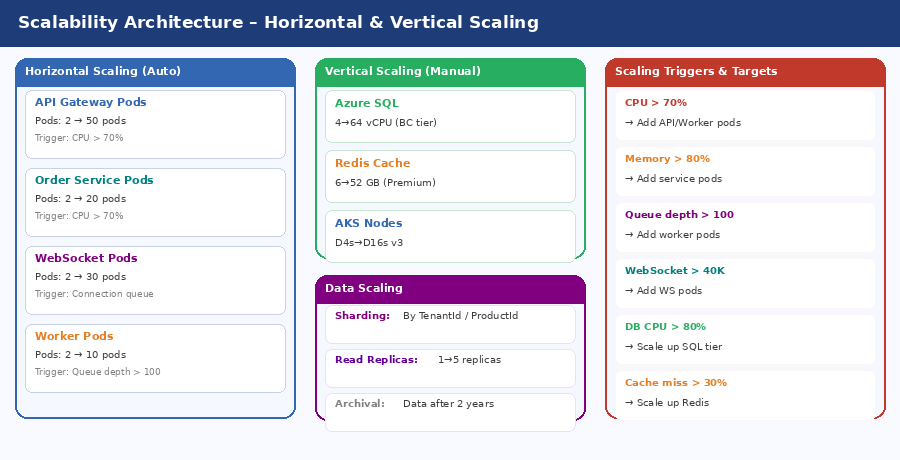 Scalability Architecture – Horizontal & Vertical Scaling
Horizontal Scaling (Auto)
API Gateway Pods
Pods: 2 → 50 pods
Trigger: CPU > 70%
Order Service Pods
Pods: 2 → 20 pods
Trigger: CPU > 70%
WebSocket Pods
Pods: 2 → 30 pods
Trigger: Connection queue
Worker Pods
Pods: 2 → 10 pods
Trigger: Queue depth > 100
Vertical Scaling (Manual)
Azure SQL
4→64 vCPU (BC tier)
Redis Cache
6→52 GB (Premium)
AKS Nodes
D4s→D16s v3
Data Scaling
Sharding: By TenantId / ProductId
Read Replicas: 1→5 replicas
Archival: Data after 2 years
Scaling Triggers & Targets
CPU > 70%
→ Add API/Worker pods
Memory > 80%
→ Add service pods
Queue depth > 100
→ Add worker pods
WebSocket > 40K
→ Add WS pods
DB CPU > 80%
→ Scale up SQL tier
Cache miss > 30%
→ Scale up Redis